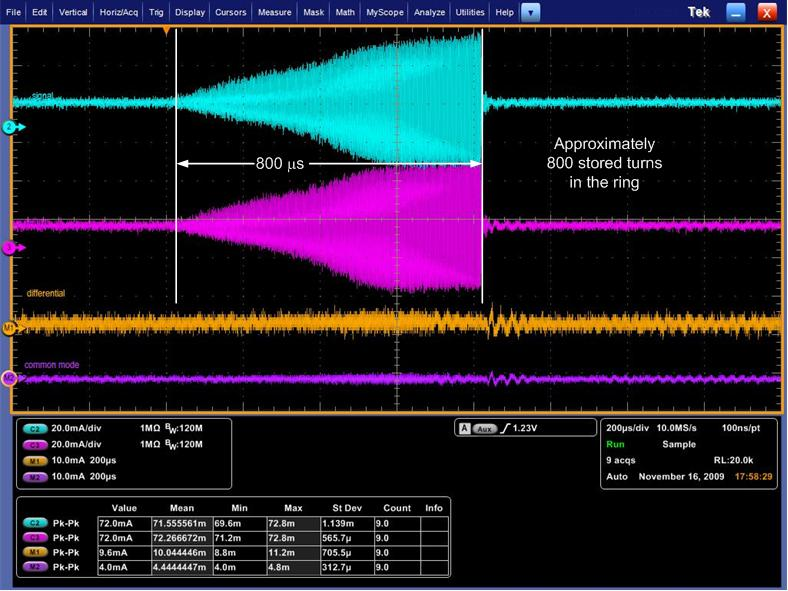 File Edit Vertical Horiz/Acq Trig Display Cursors Measure Mask Math MyScope Analyze Utilities Help Tek X
signal
2
Approximately
800 stored turns
in the ring
800 µs
3
differential
M1
common mode
M2
C2 20.0mA/div 1MΩ BW:120M
C3 20.0mA/div 1MΩ BW:120M
M1 10.0mA 200µs
M2 10.0mA 200µs
A Aux 1.23V
200µs/div 10.0MS/s 100ns/pt
Run Sample
9 acqs RL:20.0k
Auto November 16, 2009 17:58:29
Value Mean Min Max St Dev Count Info
C2 Pk-Pk 72.0mA 71.555561m 69.6m 72.8m 1.139m 9.0
C3 Pk-Pk 72.0mA 72.266672m 71.2m 72.8m 565.7µ 9.0
M1 Pk-Pk 9.6mA 10.044446m 8.8m 11.2m 705.5µ 9.0
M2 Pk-Pk 4.0mA 4.4444447m 4.0m 4.8m 312.7µ 9.0